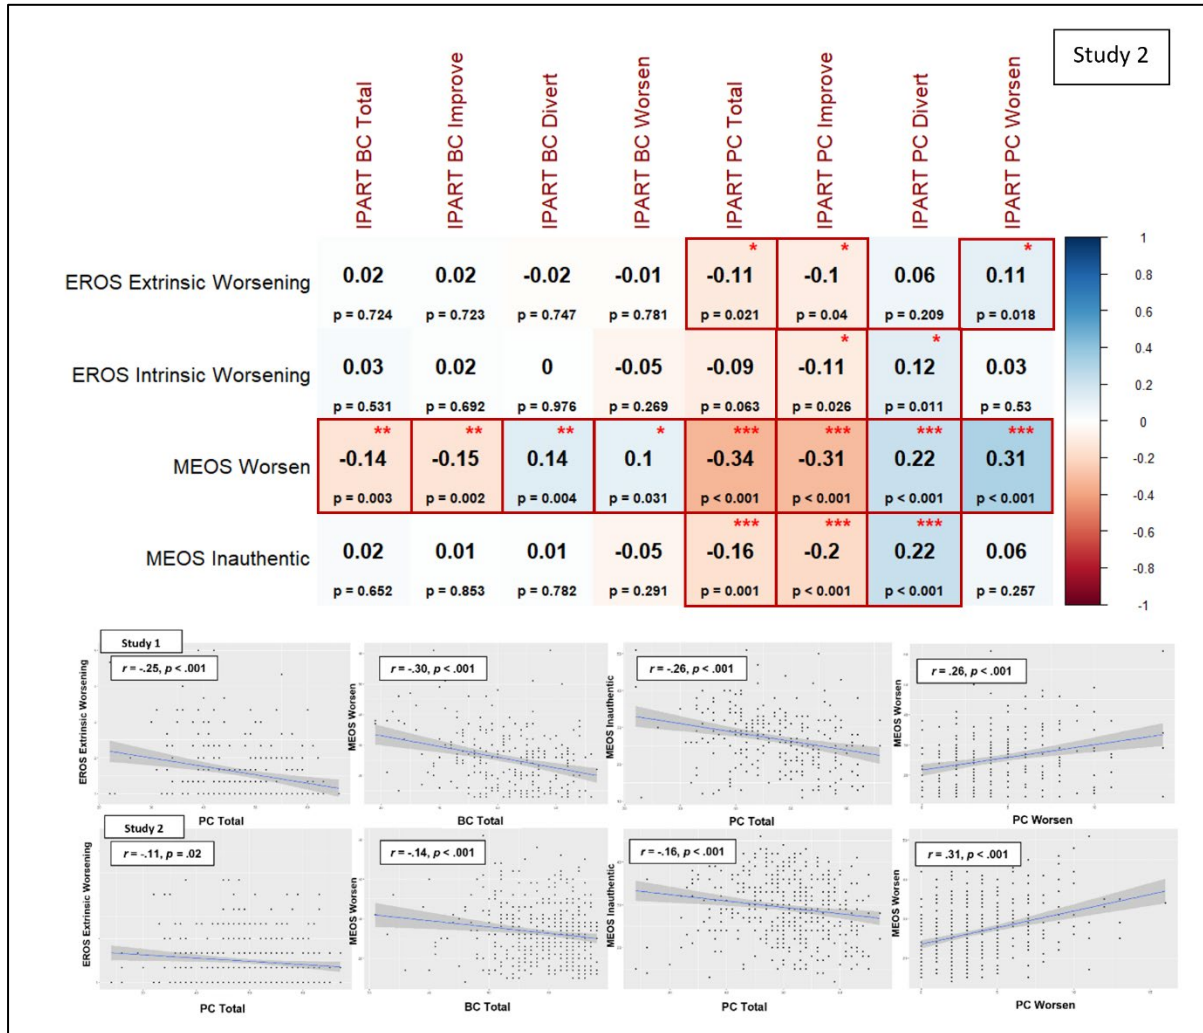 Study 2
IPART BC Total
IPART BC Improve
IPART BC Divert
IPART BC Worsen
IPART PC Total
IPART PC Improve
IPART PC Divert
IPART PC Worsen
EROS Extrinsic Worsening
* * *
0.02 0.02 -0.02 -0.01 -0.11 -0.1 0.06 0.11
p = 0.724 p = 0.723 p = 0.747 p = 0.781 p = 0.021 p = 0.04 p = 0.209 p = 0.018
EROS Intrinsic Worsening
* *
0.03 0.02 0 -0.05 -0.09 -0.11 0.12 0.03
p = 0.531 p = 0.692 p = 0.976 p = 0.269 p = 0.063 p = 0.026 p = 0.011 p = 0.53
MEOS Worsen
** ** ** * *** *** *** ***
-0.14 -0.15 0.14 0.1 -0.34 -0.31 0.22 0.31
p = 0.003 p = 0.002 p = 0.004 p = 0.031 p < 0.001 p < 0.001 p < 0.001 p < 0.001
MEOS Inauthentic
*** *** ***
0.02 0.01 0.01 -0.05 -0.16 -0.2 0.22 0.06
p = 0.652 p = 0.853 p = 0.782 p = 0.291 p = 0.001 p < 0.001 p < 0.001 p = 0.257
1
0.8
0.6
0.4
0.2
0
-0.2
-0.4
-0.6
-0.8
-1
Study 1
r = -.25, p < .001
EROS Extrinsic Worsening
PC Total
r = -.30, p < .001
MEOS Worsen
BC Total
r = -.26, p < .001
MEOS Inauthentic
PC Total
r = .26, p < .001
MEOS Worsen
PC Worsen
Study 2
r = -.11, p = .02
EROS Extrinsic Worsening
PC Total
r = -.14, p < .001
MEOS Worsen
BC Total
r = -.16, p < .001
MEOS Inauthentic
PC Total
r = .31, p < .001
MEOS Worsen
PC Worsen